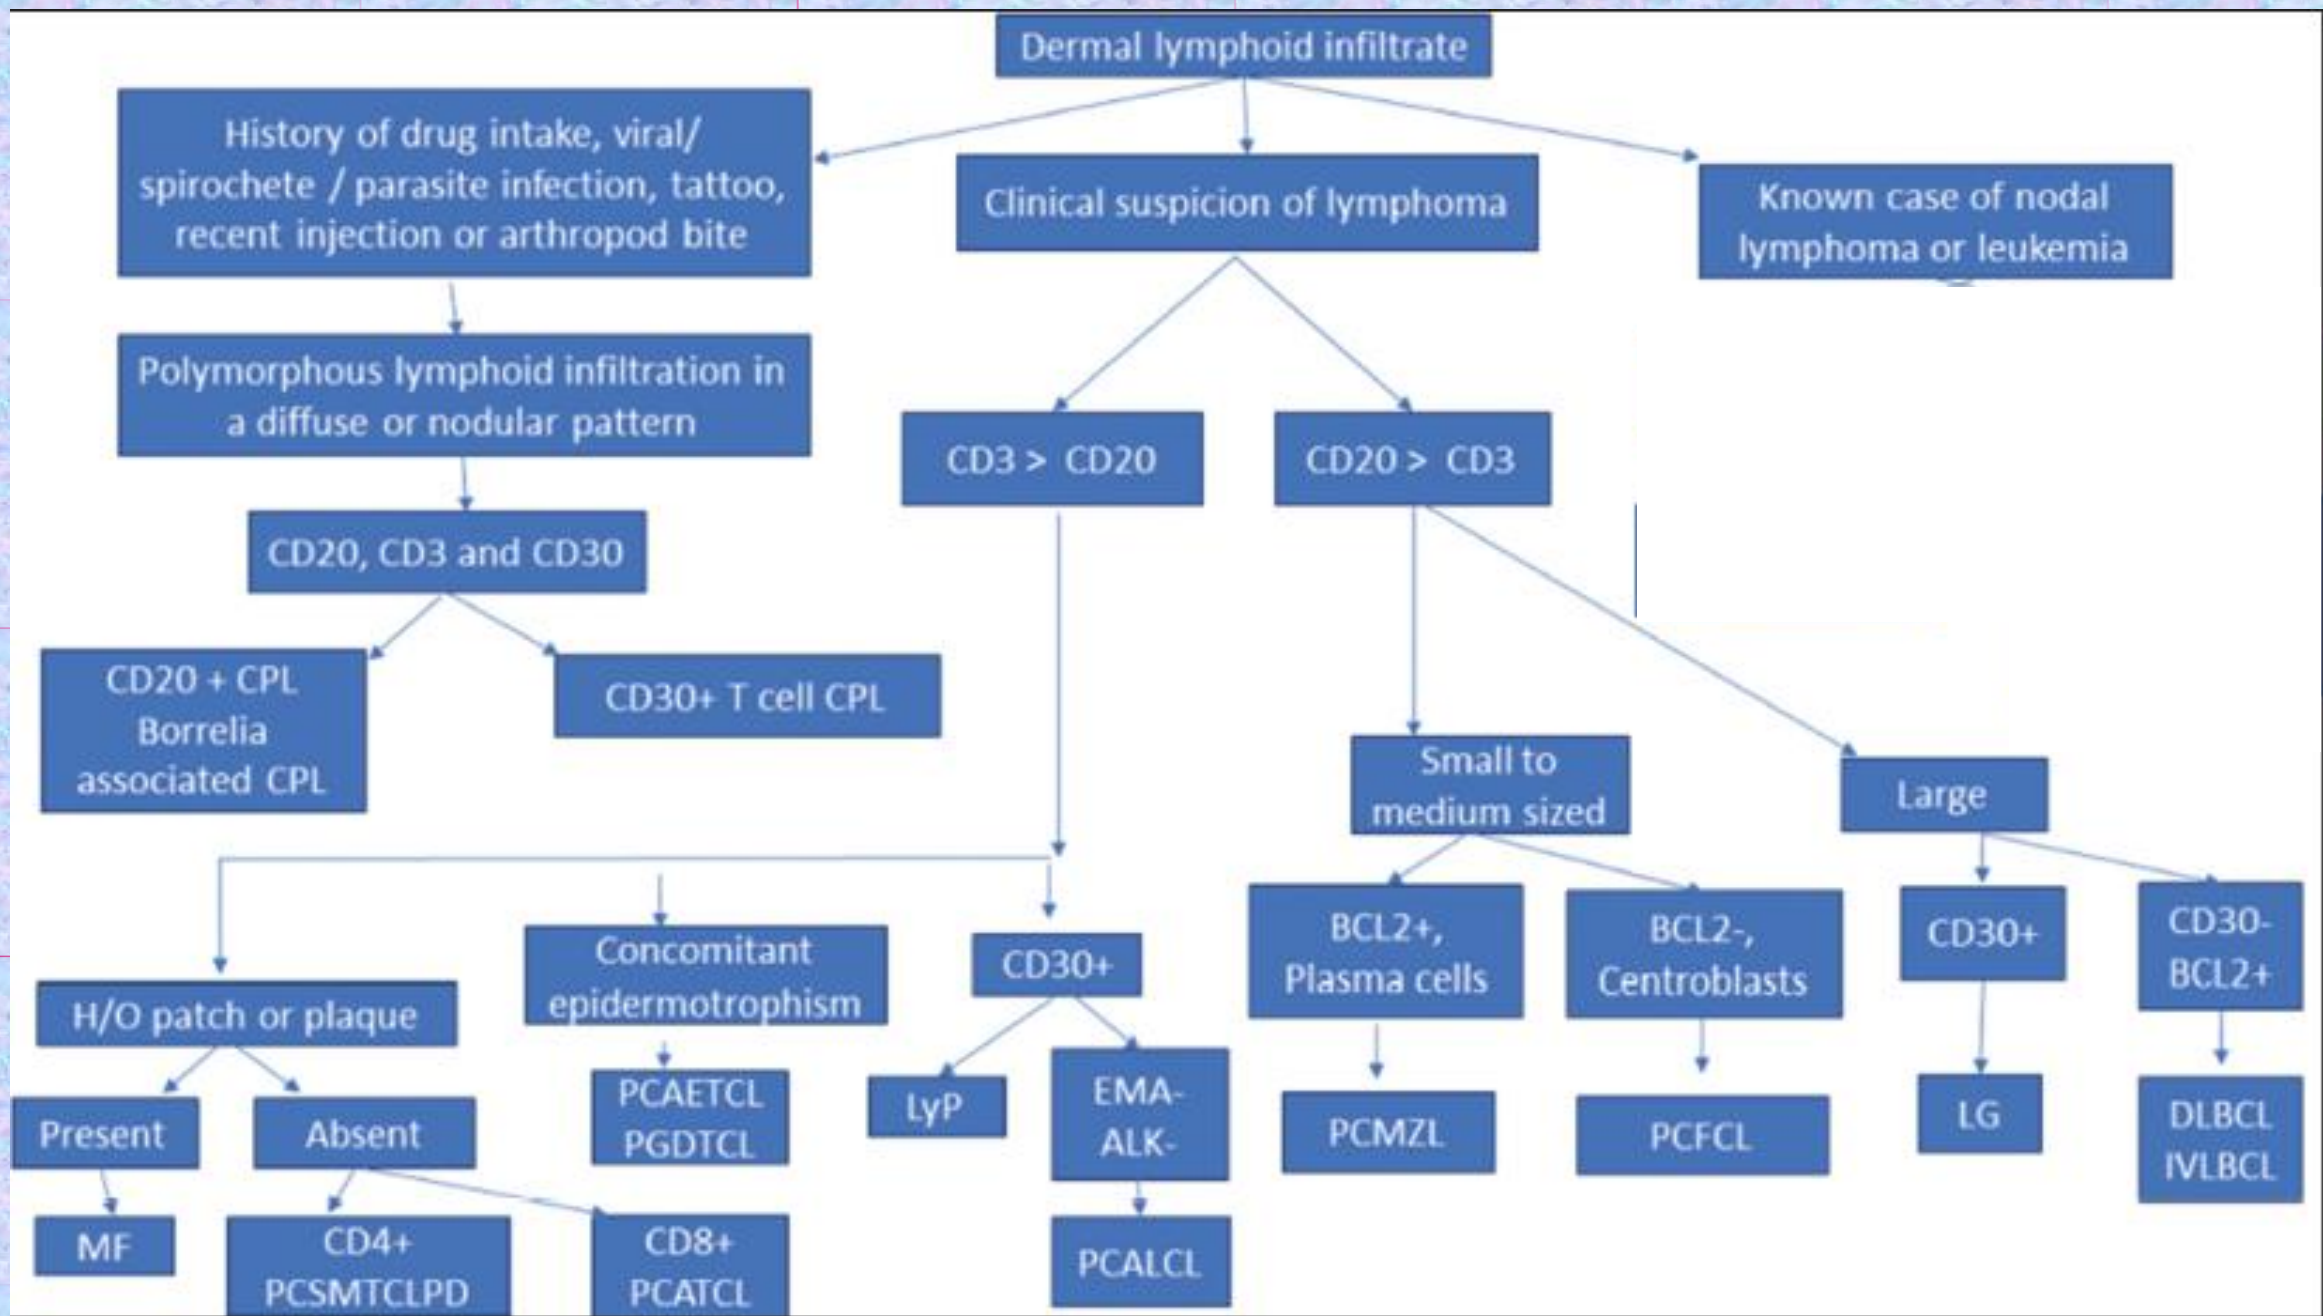 Dermal lymphoid infiltrate
History of drug intake, viral/
spirochete / parasite infection, tattoo,
recent injection or arthropod bite
Clinical suspicion of lymphoma
Known case of nodal
lymphoma or leukemia
Polymorphous lymphoid infiltration in
a diffuse or nodular pattern
CD3 > CD20
CD20 > CD3
CD20, CD3 and CD30
CD20 + CPL
Borrelia
associated CPL
CD30+ T cell CPL
Small to
medium sized
Large
H/O patch or plaque
Concomitant
epidermotrophism
CD30+
BCL2+,
Plasma cells
BCL2-,
Centroblasts
CD30+
CD30-
BCL2+
Present
Absent
PCAETCL
PGDTCL
LyP
EMA-
ALK-
PCMZL
PCFCL
LG
DLBCL
IVLBCL
MF
CD4+
PCSMTCLPD
CD8+
PCATCL
PCALCL